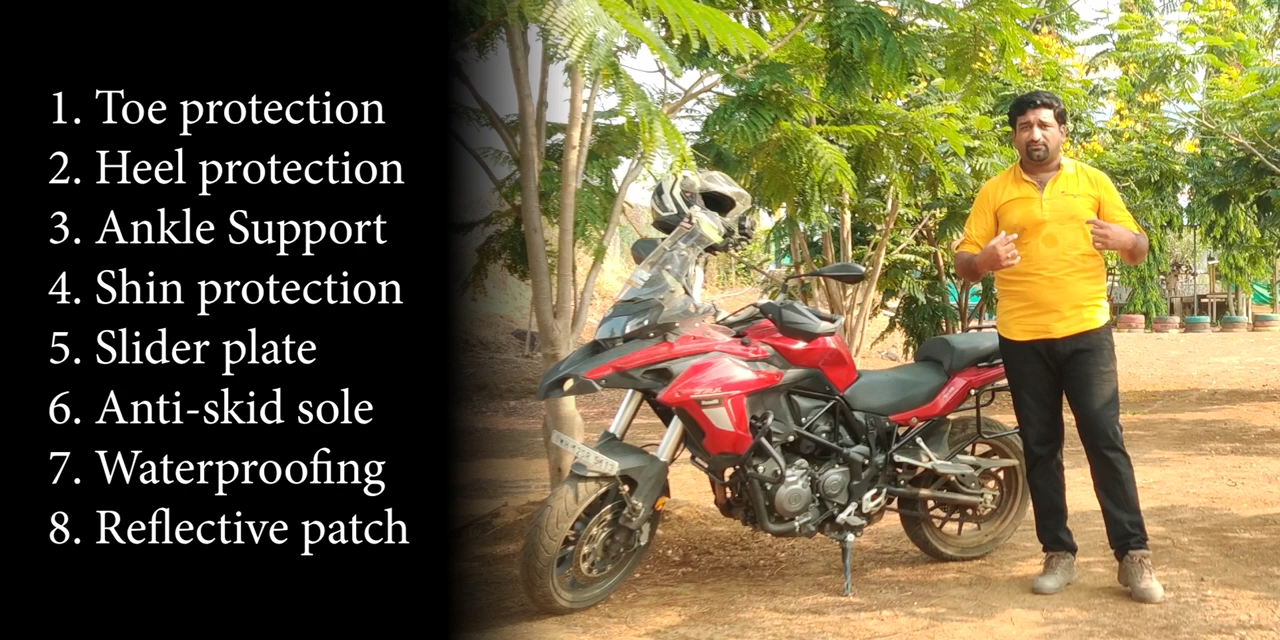 1. Toe protection
2. Heel protection
3. Ankle Support
4. Shin protection
5. Slider plate
6. Anti-skid sole
7. Waterproofing
8. Reflective patch